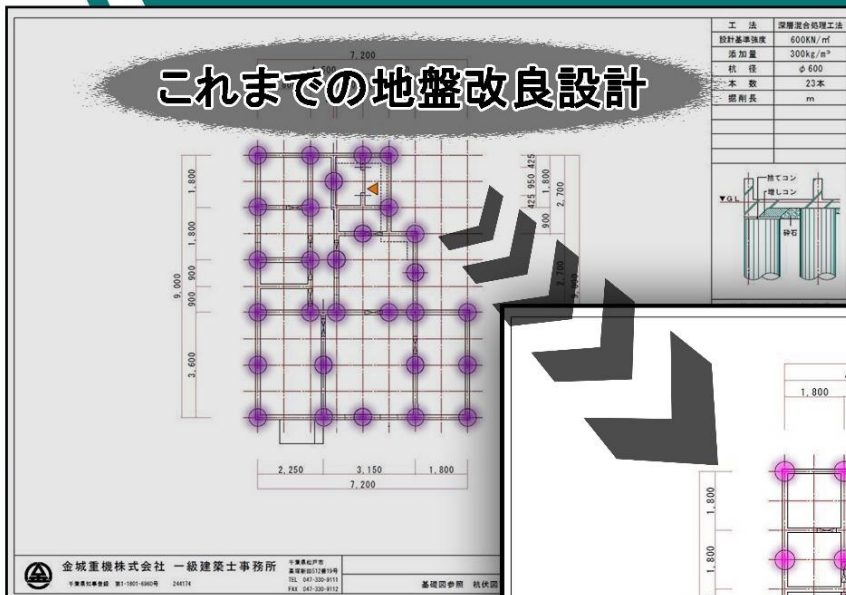 これまでの地盤改良設計
7,200
工 法 深層混合処理工法
設計基準強度 600KN/㎡
添加量 300kg/m³
杭 径 φ600
本 数 23本
掘削長 m
捨てコン
増しコン
▼GL
砕石
425 950 425
1,800
900
2,700
2,700
1,800
1,800
900 900
3,600
9,000
2,250 3,150 1,800
7,200
1,800
1,800
1,800
金城重機株式会社 一級建築士事務所
千葉県知事登録 第1-1801-6960号 244174
千葉県松戸市
TEL 047-330-9111
FAX 047-330-9112
基礎図参照 杭伏図